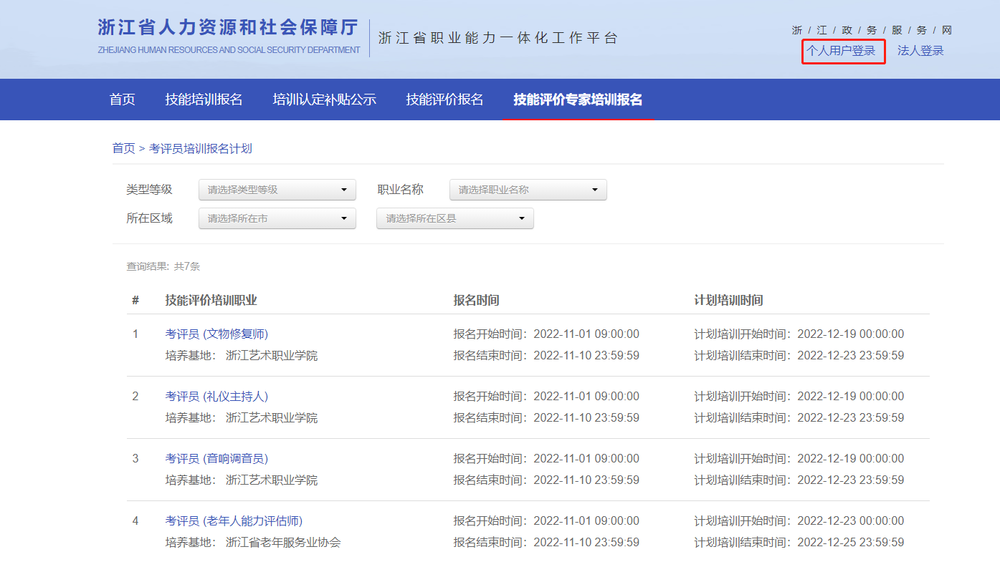 浙江省人力资源和社会保障厅
ZHEJIANG HUMAN RESOURCES AND SOCIAL SECURITY DEPARTMENT
浙江省职业能力一体化工作平台
浙 / 江 / 政 / 务 / 服 / 务 / 网
个人用户登录 法人登录
首页 技能培训报名 培训认定补贴公示 技能评价报名 技能评价专家培训报名
首页 > 考评员培训报名计划
类型等级 请选择类型等级 职业名称 请选择职业名称
所在区域 请选择所在市 请选择所在区县
查询结果: 共7条
# 技能评价培训职业 报名时间 计划培训时间
1 考评员 (文物修复师) 报名开始时间：2022-11-01 09:00:00 计划培训开始时间：2022-12-19 00:00:00
培养基地： 浙江艺术职业学院 报名结束时间：2022-11-10 23:59:59 计划培训结束时间：2022-12-23 23:59:59
2 考评员 (礼仪主持人) 报名开始时间：2022-11-01 09:00:00 计划培训开始时间：2022-12-19 00:00:00
培养基地： 浙江艺术职业学院 报名结束时间：2022-11-10 23:59:59 计划培训结束时间：2022-12-23 23:59:59
3 考评员 (音响调音员) 报名开始时间：2022-11-01 09:00:00 计划培训开始时间：2022-12-19 00:00:00
培养基地： 浙江艺术职业学院 报名结束时间：2022-11-10 23:59:59 计划培训结束时间：2022-12-23 23:59:59
4 考评员 (老年人能力评估师) 报名开始时间：2022-11-01 09:00:00 计划培训开始时间：2022-12-23 00:00:00
培养基地： 浙江省老年服务业协会 报名结束时间：2022-11-10 23:59:59 计划培训结束时间：2022-12-25 23:59:59